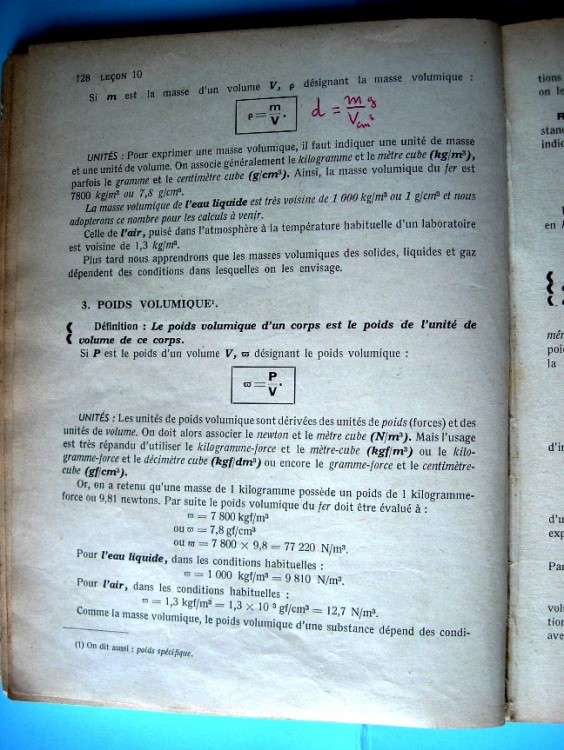 128 LEÇON 10
Si m est la masse d'un volume V, ρ désignant la masse volumique :
ρ = m/V.
d = mg/Vcm³
UNITÉS : Pour exprimer une masse volumique, il faut indiquer une unité de masse
et une unité de volume. On associe généralement le kilogramme et le mètre cube (kg/m³),
parfois le gramme et le centimètre cube (g/cm³). Ainsi, la masse volumique du fer est
7800 kg/m³ ou 7,8 g/cm³.
La masse volumique de l'eau liquide est très voisine de 1 000 kg/m³ ou 1 g/cm³ et nous
adopterons ce nombre pour les calculs à venir.
Celle de l'air, puisé dans l'atmosphère à la température habituelle d'un laboratoire
est voisine de 1,3 kg/m³.
Plus tard nous apprendrons que les masses volumiques des solides, liquides et gaz
dépendent des conditions dans lesquelles on les envisage.
3. POIDS VOLUMIQUE¹.
Définition : Le poids volumique d'un corps est le poids de l'unité de
volume de ce corps.
Si P est le poids d'un volume V, ϖ désignant le poids volumique :
ϖ = P/V.
UNITÉS : Les unités de poids volumique sont dérivées des unités de poids (forces) et des
unités de volume. On doit alors associer le newton et le mètre cube (N/m³). Mais l'usage
est très répandu d'utiliser le kilogramme-force et le mètre-cube (kgf/m³) ou le kilo-
gramme-force et le décimètre cube (kgf/dm³) ou encore le gramme-force et le centimètre-
cube (gf/cm³).
Or, on a retenu qu'une masse de 1 kilogramme possède un poids de 1 kilogramme-
force ou 9,81 newtons. Par suite le poids volumique du fer doit être évalué à :
ϖ = 7 800 kgf/m³
ou ϖ = 7,8 gf/cm³
ou ϖ = 7 800 × 9,8 = 77 220 N/m³.
Pour l'eau liquide, dans les conditions habituelles :
ϖ = 1 000 kgf/m³ = 9 810 N/m³.
Pour l'air, dans les conditions habituelles :
ϖ = 1,3 kgf/m³ = 1,3 × 10⁻³ gf/cm³ = 12,7 N/m³.
Comme la masse volumique, le poids volumique d'une substance dépend des condi-
(1) On dit aussi : poids spécifique.
tions
on le
stan
indic
en
mêm
poi
la
d'in
d'u
exp
Par
volu
tion
ave